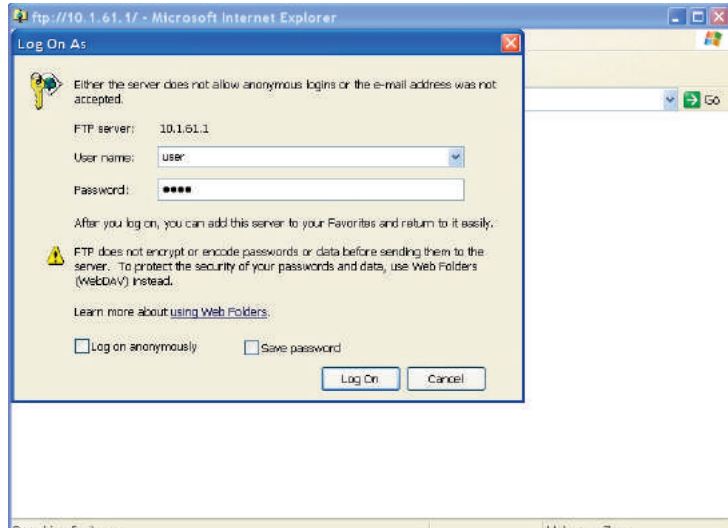 ftp://10.1.61.1/ - Microsoft Internet Explorer
Log On As
Either the server does not allow anonymous logins or the e-mail address was not
accepted.
FTP server: 10.1.61.1
User name: user
Password: ●●●●
Go
After you log on, you can add this server to your Favorites and return to it easily.
FTP does not encrypt or encode passwords or data before sending them to the
server. To protect the security of your passwords and data, use Web Folders
(WebDAV) instead.
Learn more about using Web Folders.
Log on anonymously Save password
Log On Cancel